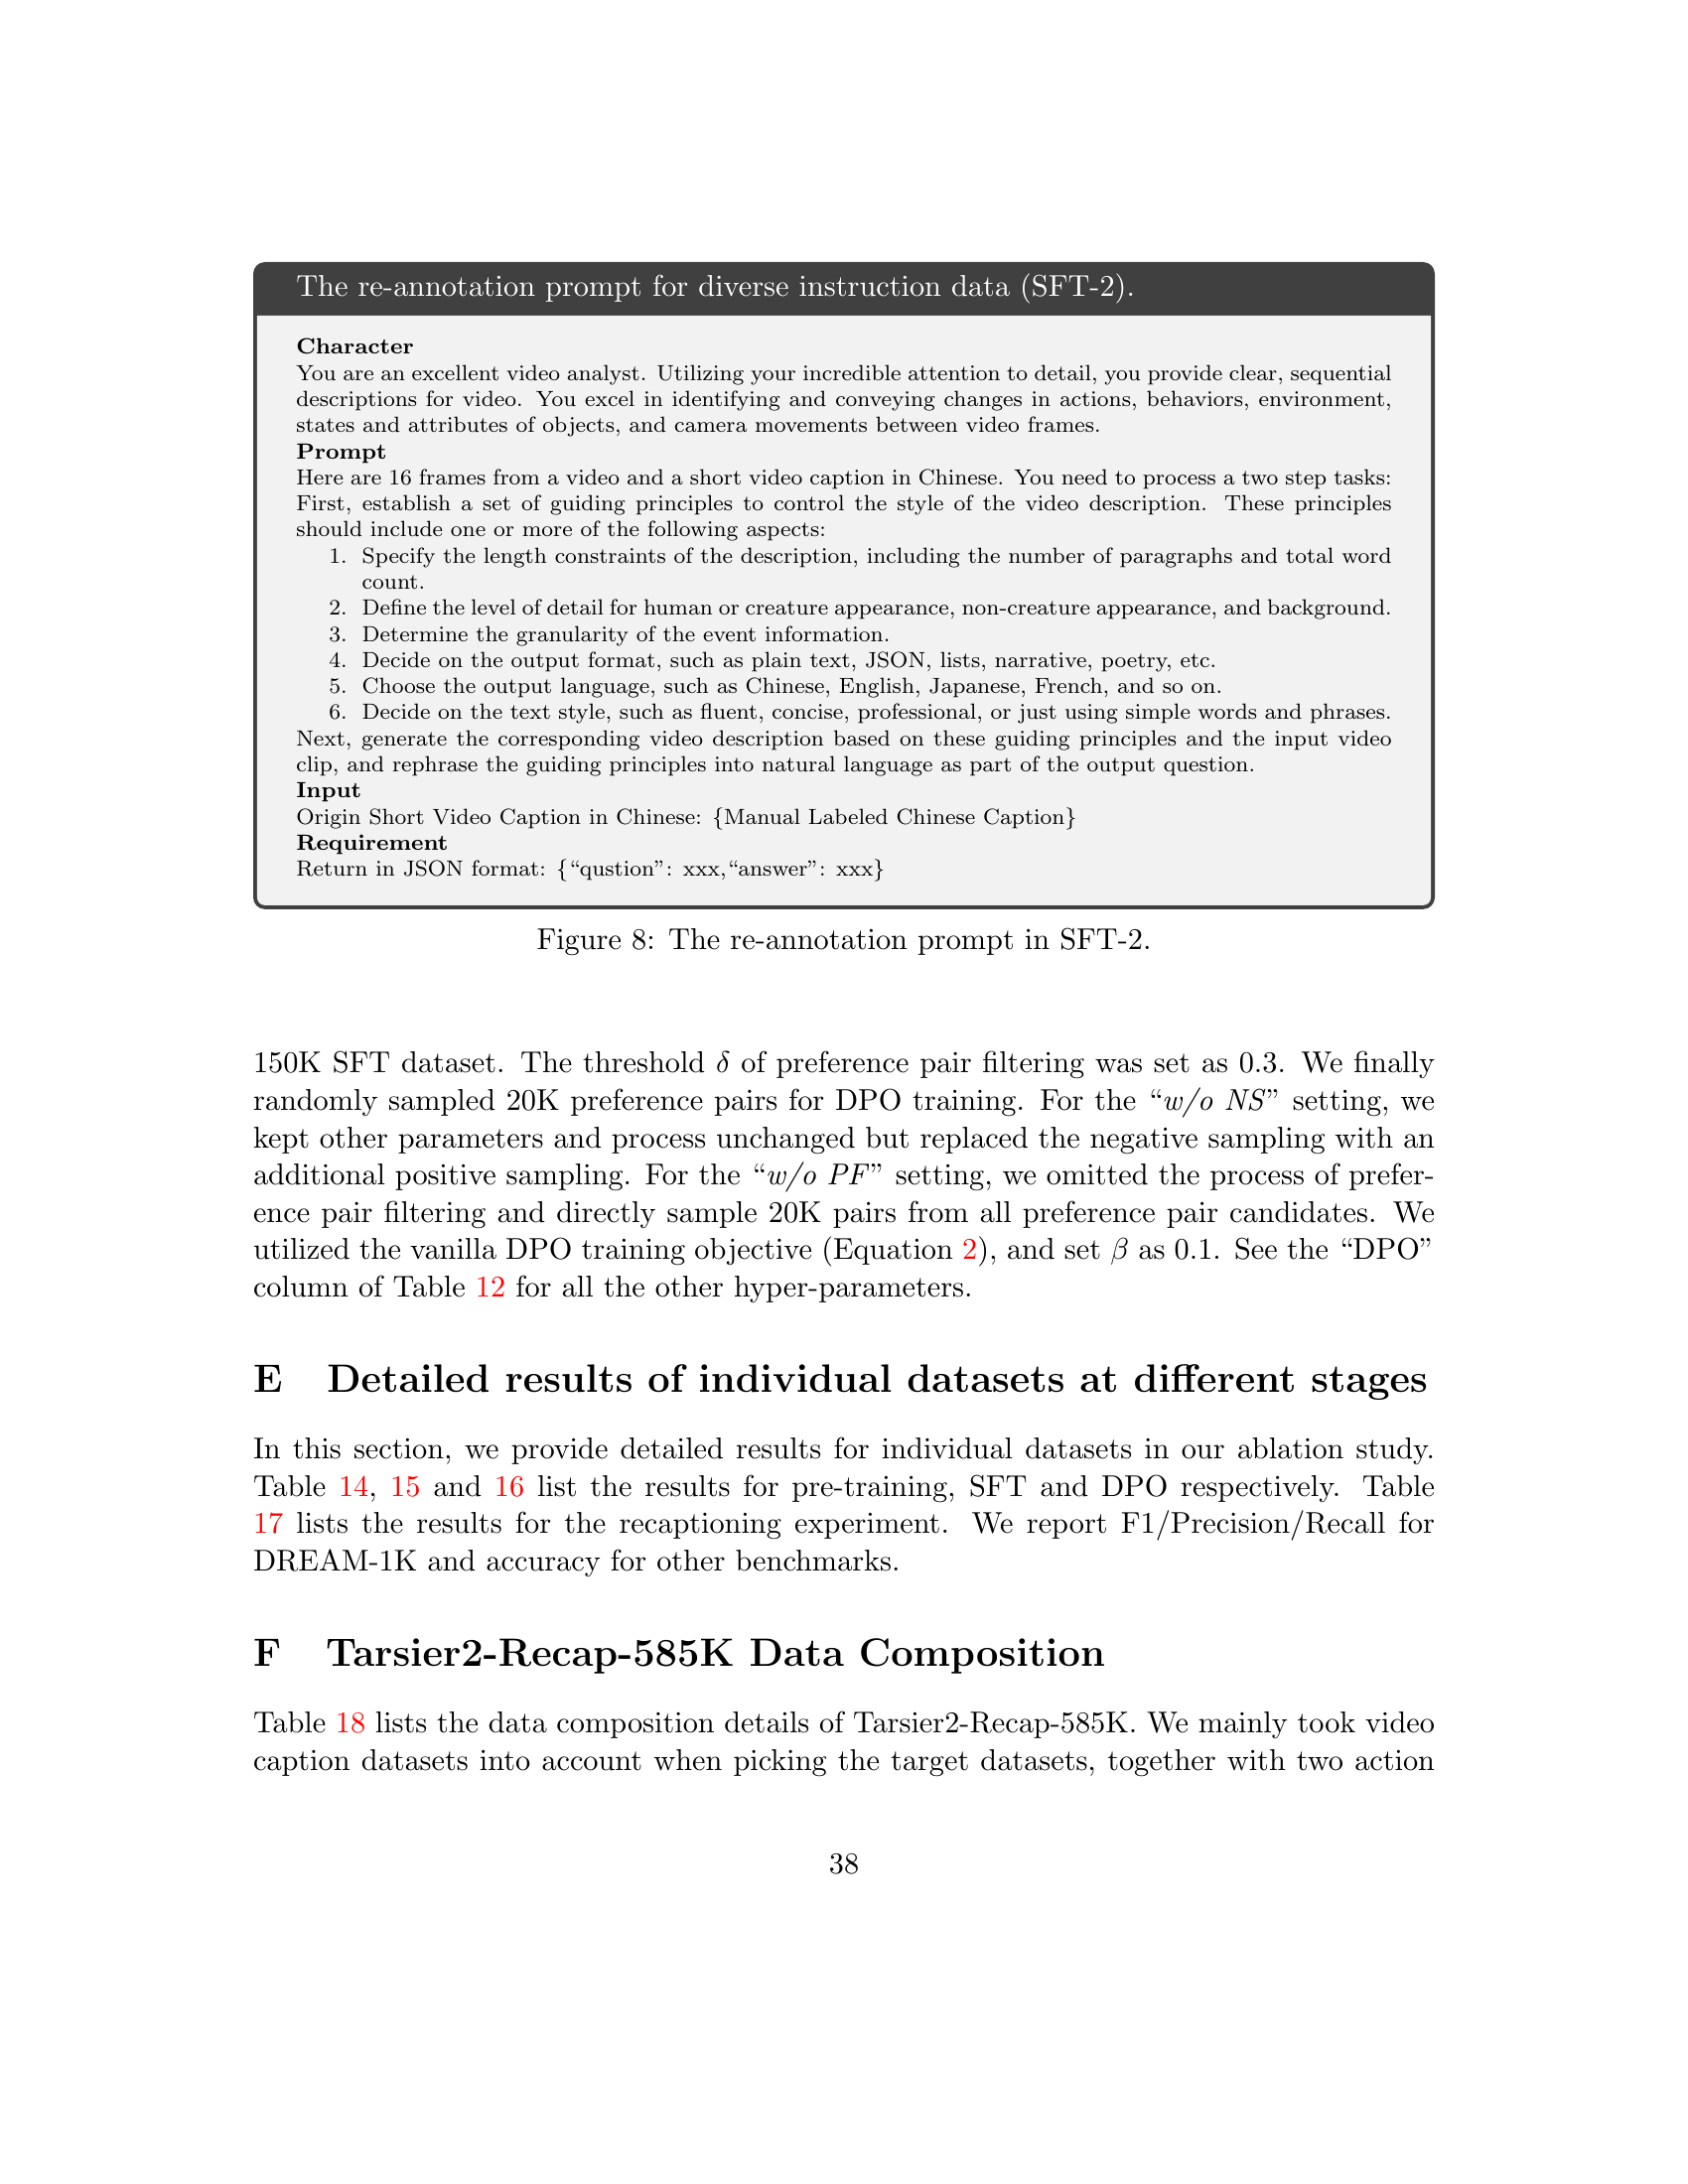 The re-annotation prompt for diverse instruction data (SFT-2).
Character
You are an excellent video analyst. Utilizing your incredible attention to detail, you provide clear, sequential
descriptions for video. You excel in identifying and conveying changes in actions, behaviors, environment,
states and attributes of objects, and camera movements between video frames.
Prompt
Here are 16 frames from a video and a short video caption in Chinese. You need to process a two step tasks:
First, establish a set of guiding principles to control the style of the video description. These principles
should include one or more of the following aspects:
1. Specify the length constraints of the description, including the number of paragraphs and total word
count.
2. Define the level of detail for human or creature appearance, non-creature appearance, and background.
3. Determine the granularity of the event information.
4. Decide on the output format, such as plain text, JSON, lists, narrative, poetry, etc.
5. Choose the output language, such as Chinese, English, Japanese, French, and so on.
6. Decide on the text style, such as fluent, concise, professional, or just using simple words and phrases.
Next, generate the corresponding video description based on these guiding principles and the input video
clip, and rephrase the guiding principles into natural language as part of the output question.
Input
Origin Short Video Caption in Chinese: {Manual Labeled Chinese Caption}
Requirement
Return in JSON format: {“qustion”: xxx,“answer”: xxx}
Figure 8: The re-annotation prompt in SFT-2.
150K SFT dataset. The threshold δ of preference pair filtering was set as 0.3. We finally
randomly sampled 20K preference pairs for DPO training. For the “w/o NS” setting, we
kept other parameters and process unchanged but replaced the negative sampling with an
additional positive sampling. For the “w/o PF” setting, we omitted the process of prefer-
ence pair filtering and directly sample 20K pairs from all preference pair candidates. We
utilized the vanilla DPO training objective (Equation 2), and set β as 0.1. See the “DPO”
column of Table 12 for all the other hyper-parameters.
E Detailed results of individual datasets at different stages
In this section, we provide detailed results for individual datasets in our ablation study.
Table 14, 15 and 16 list the results for pre-training, SFT and DPO respectively. Table
17 lists the results for the recaptioning experiment. We report F1/Precision/Recall for
DREAM-1K and accuracy for other benchmarks.
F Tarsier2-Recap-585K Data Composition
Table 18 lists the data composition details of Tarsier2-Recap-585K. We mainly took video
caption datasets into account when picking the target datasets, together with two action
38